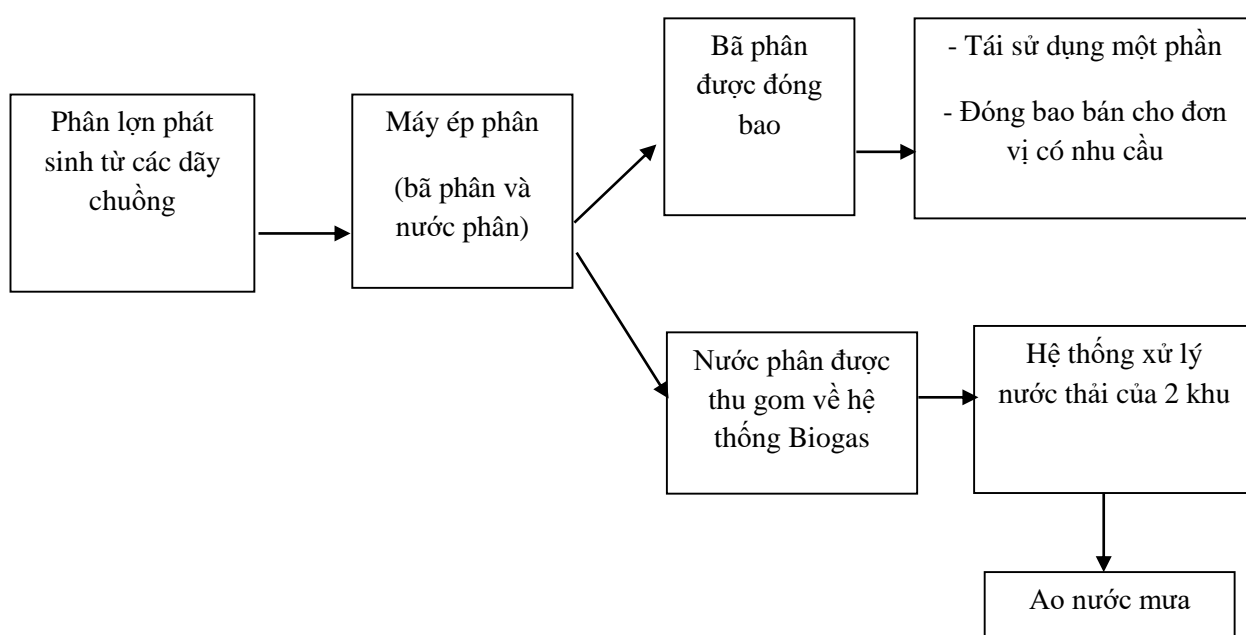 Phân lợn phát
sinh từ các dãy
chuồng
Máy ép phân
(bã phân và
nước phân)
Bã phân
được đóng
bao
- Tái sử dụng một phần
- Đóng bao bán cho đơn
vị có nhu cầu
Nước phân được
thu gom về hệ
thống Biogas
Hệ thống xử lý
nước thải của 2 khu
Ao nước mưa